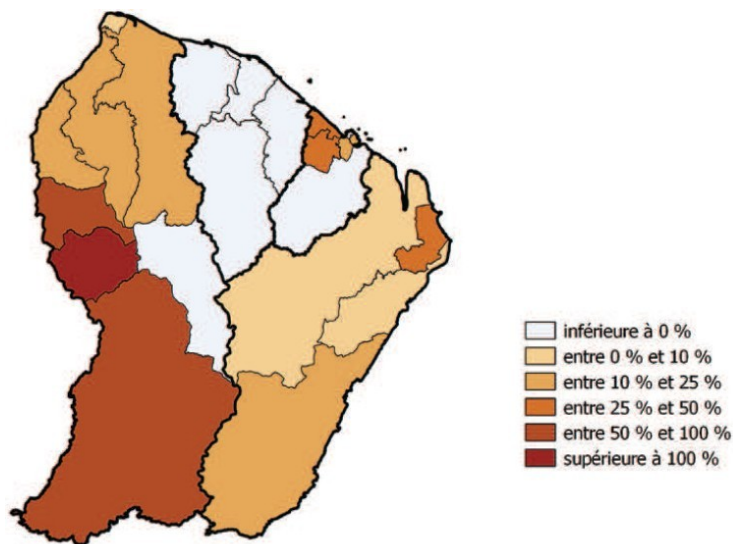 inférieure à 0 %
entre 0 % et 10 %
entre 10 % et 25 %
entre 25 % et 50 %
entre 50 % et 100 %
supérieure à 100 %